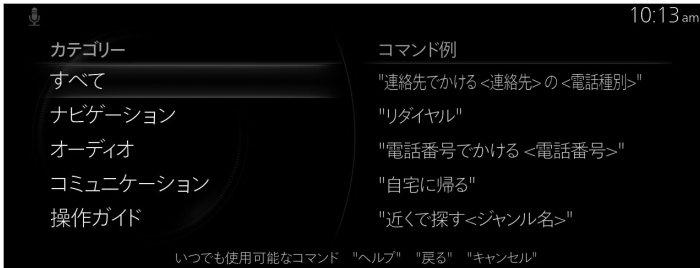 10:13 am
カテゴリー
すべて
ナビゲーション
オーディオ
コミュニケーション
操作ガイド
コマンド例
"連絡先でかける<連絡先> の <電話種別>"
"リダイヤル"
"電話番号でかける <電話番号>"
"自宅に帰る"
"近くで探す<ジャンル名>"
いつでも使用可能なコマンド "ヘルプ" "戻る" "キャンセル"